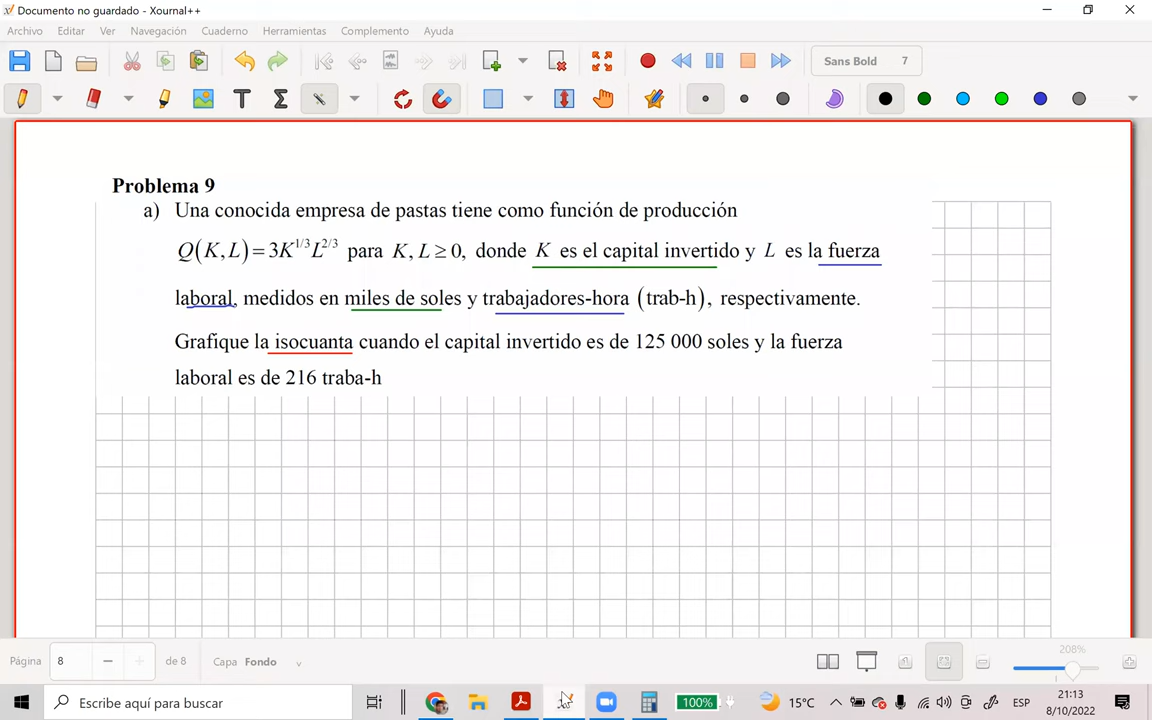 Documento no guardado - Xournal++
Archivo Editar Ver Navegación Cuaderno Herramientas Complemento Ayuda
Sans Bold 7
Problema 9
a) Una conocida empresa de pastas tiene como función de producción
Q(K,L)=3K^{1/3}L^{2/3} para K, L ≥ 0, donde K es el capital invertido y L es la fuerza
laboral, medidos en miles de soles y trabajadores-hora (trab-h), respectivamente.
Grafique la isocuanta cuando el capital invertido es de 125 000 soles y la fuerza
laboral es de 216 traba-h
Página 8 de 8 Capa Fondo 208%
Escribe aquí para buscar 100% 15°C ESP 21:13
8/10/2022